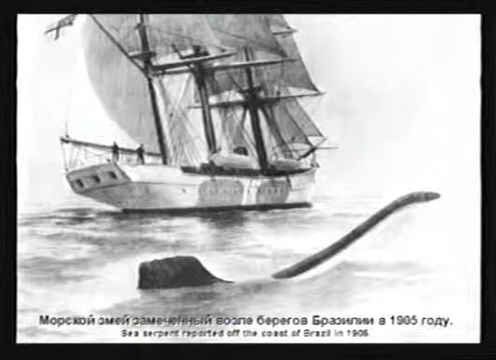 Морской змей замеченный возле берегов Бразилии в 1905 году.
Sea serpent reported off the coast of Brazil in 1905.